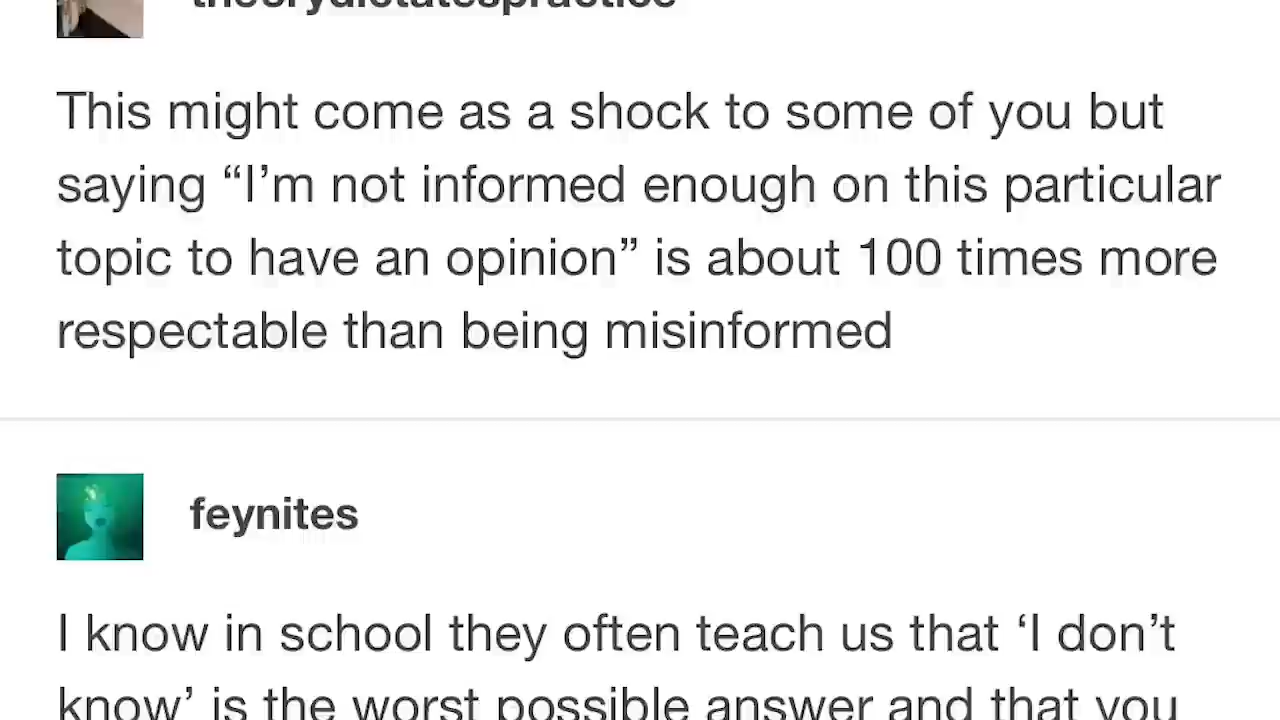 theorydictatespractice
This might come as a shock to some of you but
saying “I’m not informed enough on this particular
topic to have an opinion” is about 100 times more
respectable than being misinformed
feynites
I know in school they often teach us that ‘I don’t
know’ is the worst possible answer and that you